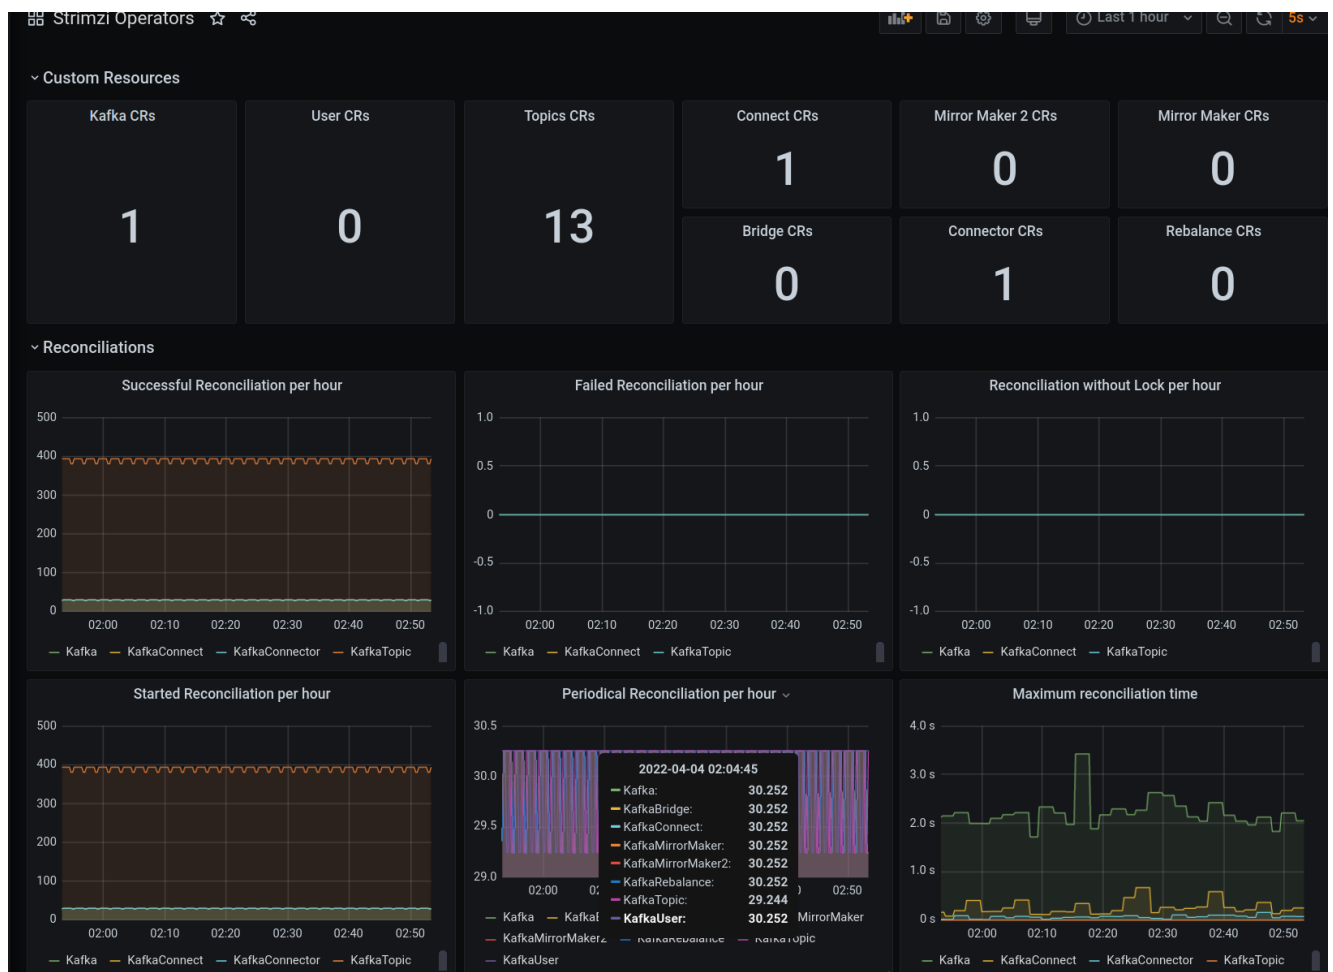 Strimzi Operators
Last 1 hour
5s
Custom Resources
Kafka CRs
1
User CRs
0
Topics CRs
13
Connect CRs
1
Mirror Maker 2 CRs
0
Mirror Maker CRs
0
Bridge CRs
0
Connector CRs
1
Rebalance CRs
0
Reconciliations
Successful Reconciliation per hour
500
400
300
200
100
0
02:00 02:10 02:20 02:30 02:40 02:50
Kafka KafkaConnect KafkaConnector KafkaTopic
Failed Reconciliation per hour
1.0
0.5
0
-0.5
-1.0
02:00 02:10 02:20 02:30 02:40 02:50
Kafka KafkaConnect KafkaTopic
Reconciliation without Lock per hour
1.0
0.5
0
-0.5
-1.0
02:00 02:10 02:20 02:30 02:40 02:50
Kafka KafkaConnect KafkaTopic
Started Reconciliation per hour
500
400
300
200
100
0
02:00 02:10 02:20 02:30 02:40 02:50
Kafka KafkaConnect KafkaConnector KafkaTopic
Periodical Reconciliation per hour
30.5
30.0
29.5
29.0
02:00 02:50
2022-04-04 02:04:45
Kafka: 30.252
KafkaBridge: 30.252
KafkaConnect: 30.252
KafkaMirrorMaker: 30.252
KafkaMirrorMaker2: 30.252
KafkaRebalance: 30.252
KafkaTopic: 29.244
KafkaUser: 30.252
Kafka MirrorMaker
KafkaMirrorMaker2 KafkaRebalance KafkaTopic
KafkaUser
Maximum reconciliation time
4.0 s
3.0 s
2.0 s
1.0 s
0 s
02:00 02:10 02:20 02:30 02:40 02:50
Kafka KafkaConnect KafkaConnector KafkaTopic